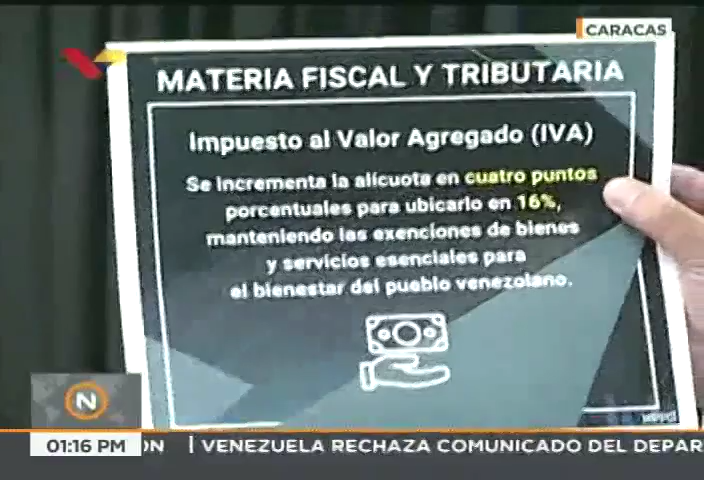 CARACAS
MATERIA FISCAL Y TRIBUTARIA
Impuesto al Valor Agregado (IVA)
Se incrementa la alícuota en cuatro puntos
porcentuales para ubicarlo en 16%,
manteniendo las exenciones de bienes
y servicios esenciales para
el bienestar del pueblo venezolano.
N
01:16 PM
ÓN | VENEZUELA RECHAZA COMUNICADO DEL DEPAR